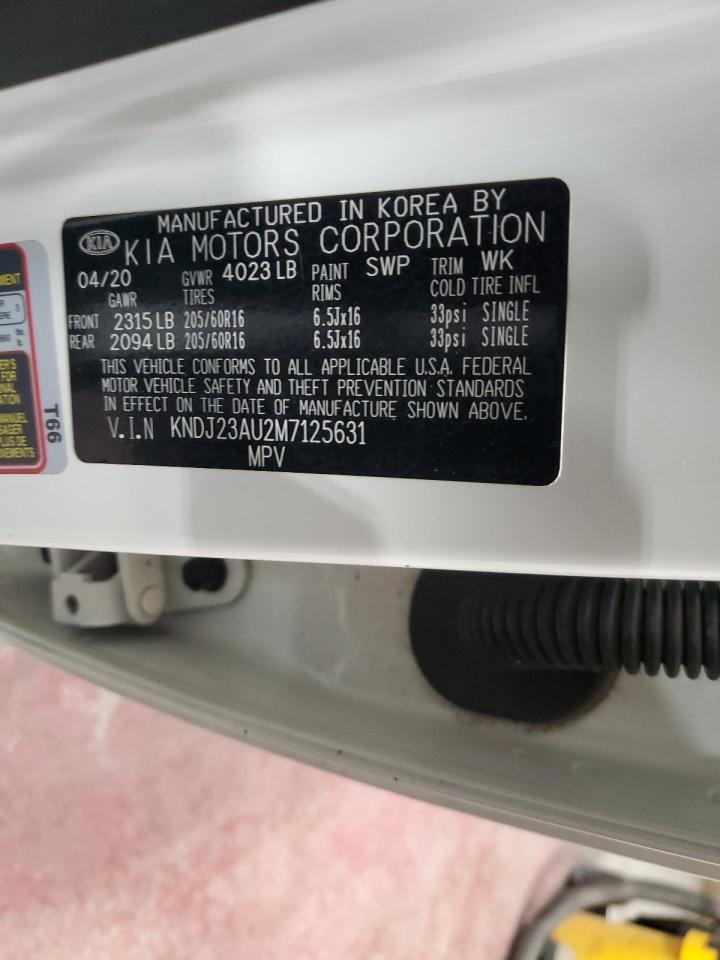 MANUFACTURED IN KOREA BY
KIA KIA MOTORS CORPORATION
04/20 GVWR 4023 LB PAINT SWP TRIM WK
GAWR TIRES RIMS COLD TIRE INFL
FRONT 2315 LB 205/60R16 6.5Jx16 33psi SINGLE
REAR 2094 LB 205/60R16 6.5Jx16 33psi SINGLE
THIS VEHICLE CONFORMS TO ALL APPLICABLE U.S.A. FEDERAL
MOTOR VEHICLE SAFETY AND THEFT PREVENTION STANDARDS
IN EFFECT ON THE DATE OF MANUFACTURE SHOWN ABOVE.
V.I.N KNDJ23AU2M7125631
MPV
T66